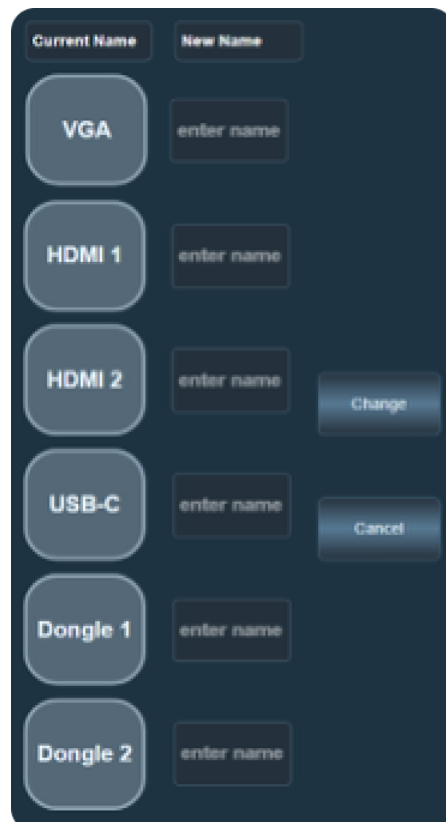 Current Name New Name
VGA enter name
HDMI 1 enter name
HDMI 2 enter name
Change
USB-C enter name
Cancel
Dongle 1 enter name
Dongle 2 enter name